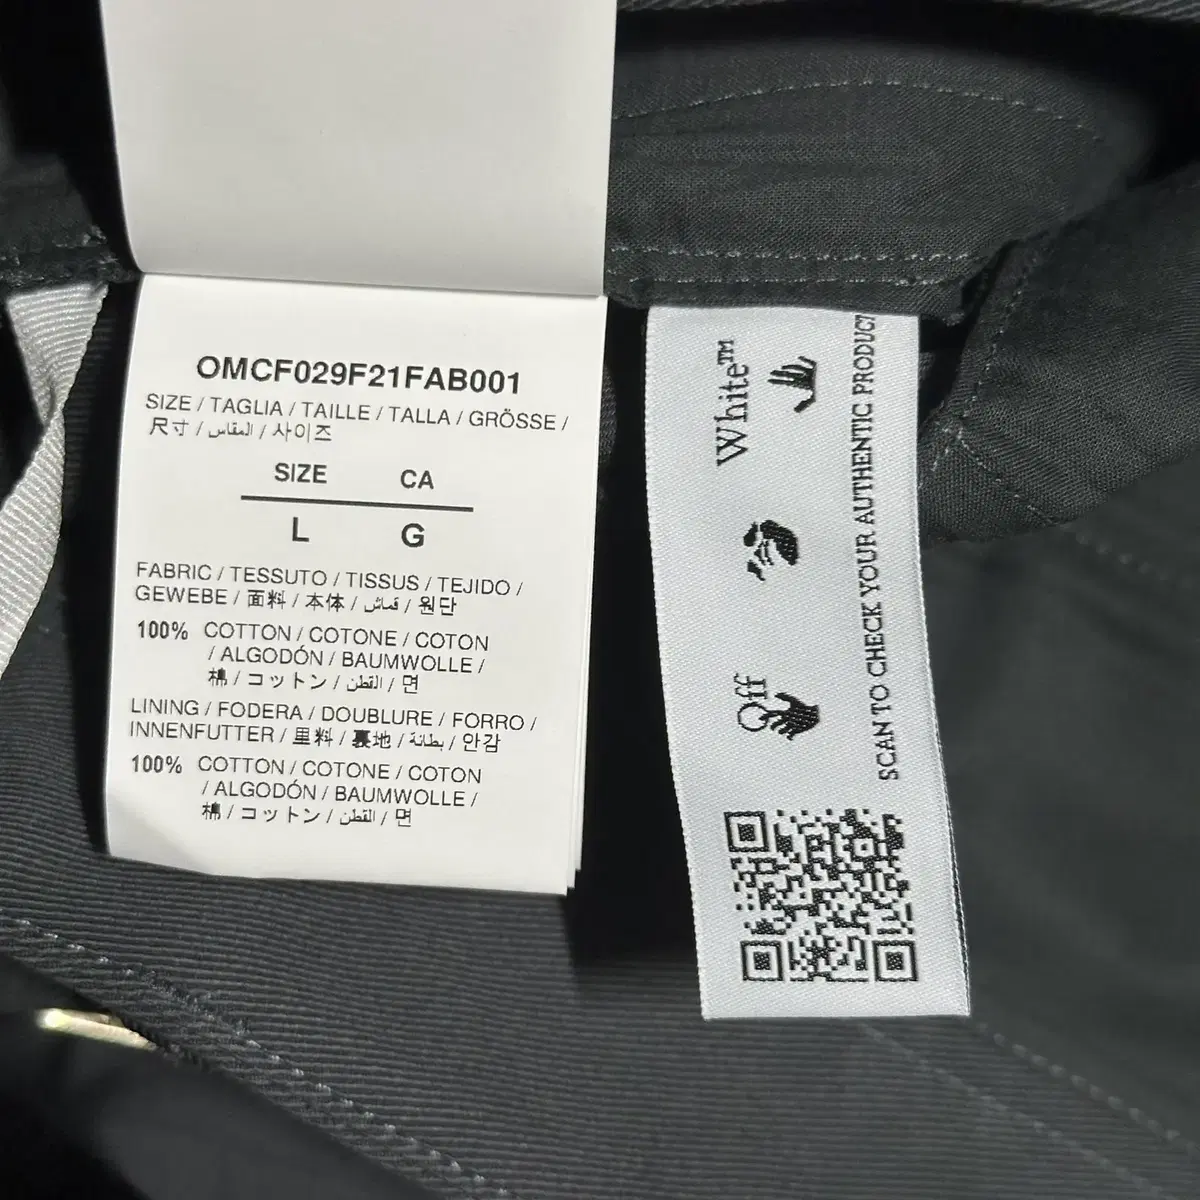 OMCF029F21FAB001
SIZE / TAGLIA / TAILLE / TALLA / GRÖSSE /
尺寸 / المقاس / 사이즈
SIZE CA
L G
FABRIC / TESSUTO / TISSUS / TEJIDO /
GEWEBE / 面料 / 本体 / قماش / 원단
100% COTTON / COTONE / COTON
/ ALGODÓN / BAUMWOLLE /
棉 / コットン / القطن / 면
LINING / FODERA / DOUBLURE / FORRO /
INNENFUTTER / 里料 / 裏地 / بطانة / 안감
100% COTTON / COTONE / COTON
/ ALGODÓN / BAUMWOLLE /
棉 / コットン / القطن / 면
Off White™
SCAN TO CHECK YOUR AUTHENTIC PRODUCT